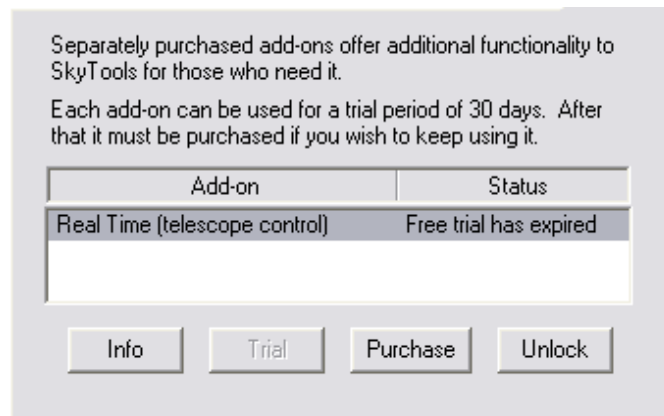 Separately purchased add-ons offer additional functionality to
SkyTools for those who need it.
Each add-on can be used for a trial period of 30 days.  After
that it must be purchased if you wish to keep using it.
Add-on Status
Real Time (telescope control) Free trial has expired
Info Trial Purchase Unlock